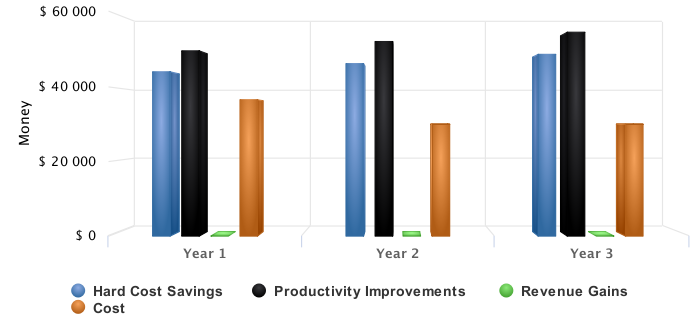 $ 60 000
$ 40 000
$ 20 000
$ 0
Money
Year 1 Year 2 Year 3
Hard Cost Savings Productivity Improvements Revenue Gains
Cost